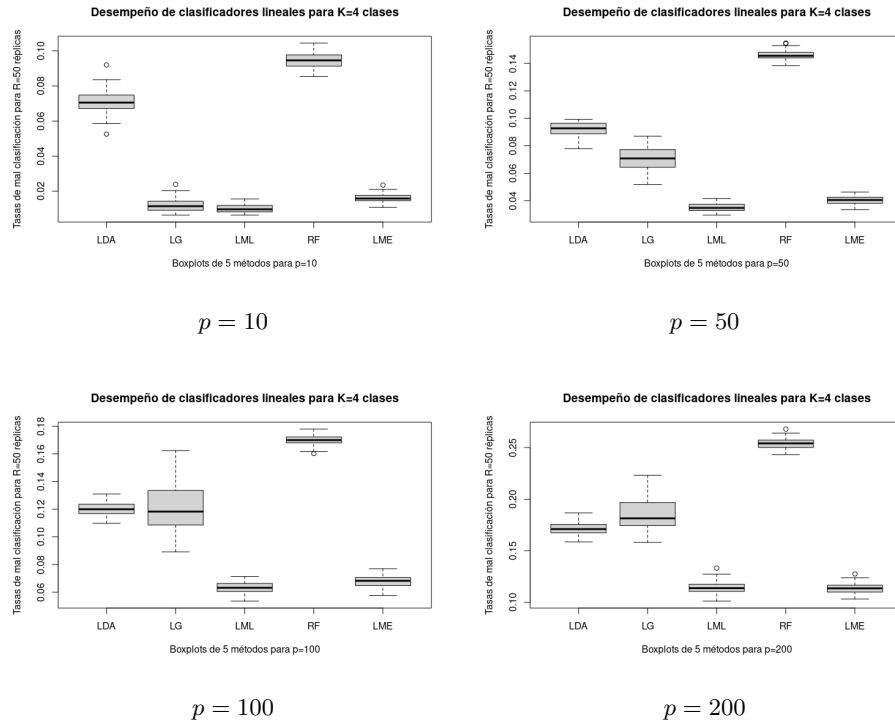 Desempeño de clasificadores lineales para K=4 clases
Tasas de mal clasificación para R=50 réplicas
0.10
0.08
0.06
0.04
0.02
LDA LG LML RF LME
Boxplots de 5 métodos para p=10
p = 10
Desempeño de clasificadores lineales para K=4 clases
Tasas de mal clasificación para R=50 réplicas
0.14
0.12
0.10
0.08
0.06
0.04
LDA LG LML RF LME
Boxplots de 5 métodos para p=50
p = 50
Desempeño de clasificadores lineales para K=4 clases
Tasas de mal clasificación para R=50 réplicas
0.18
0.16
0.14
0.12
0.10
0.08
0.06
LDA LG LML RF LME
Boxplots de 5 métodos para p=100
p = 100
Desempeño de clasificadores lineales para K=4 clases
Tasas de mal clasificación para R=50 réplicas
0.25
0.20
0.15
0.10
LDA LG LML RF LME
Boxplots de 5 métodos para p=200
p = 200